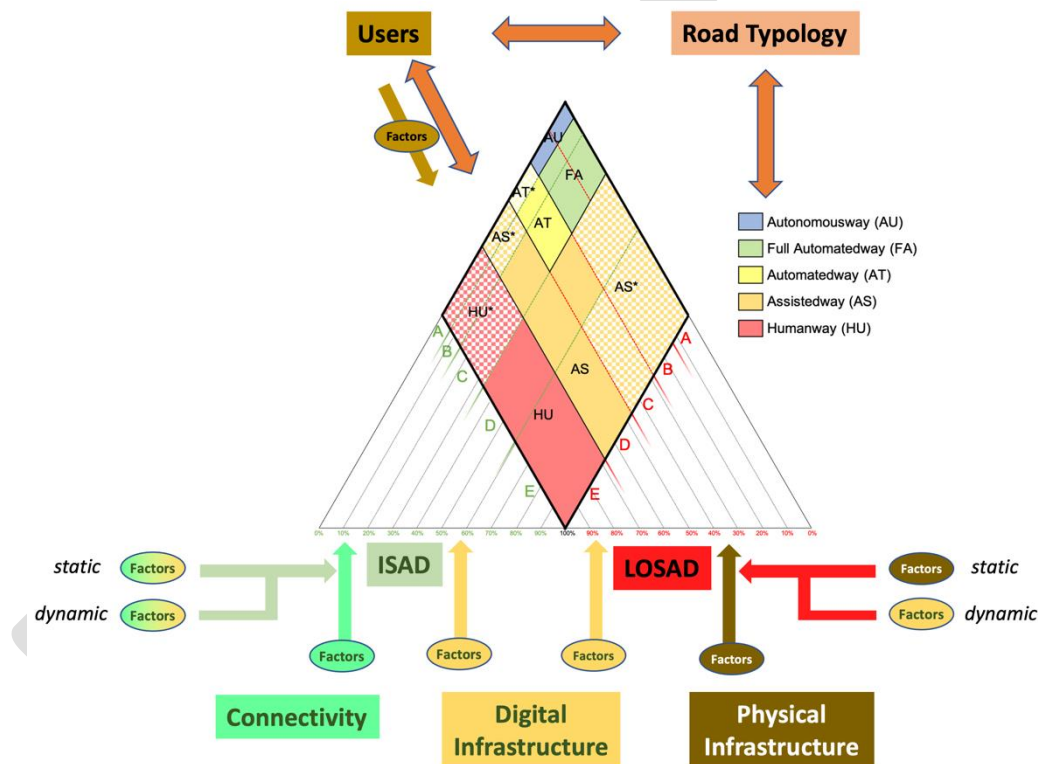 Users
Road Typology
Factors
AU
FA
AT*
AT
AS*
AS*
HU*
AS
HU
Autonomousway (AU)
Full Automatedway (FA)
Automatedway (AT)
Assistedway (AS)
Humanway (HU)
A
B
C
D
E
A
B
C
D
E
0% 10% 20% 30% 40% 50% 60% 70% 80% 90% 100% 90% 80% 70% 60% 50% 40% 30% 20% 10% 0%
ISAD
LOSAD
static
Factors
Factors
static
dynamic
Factors
Factors
dynamic
Factors
Factors
Factors
Factors
Connectivity
Digital
Infrastructure
Physical
Infrastructure